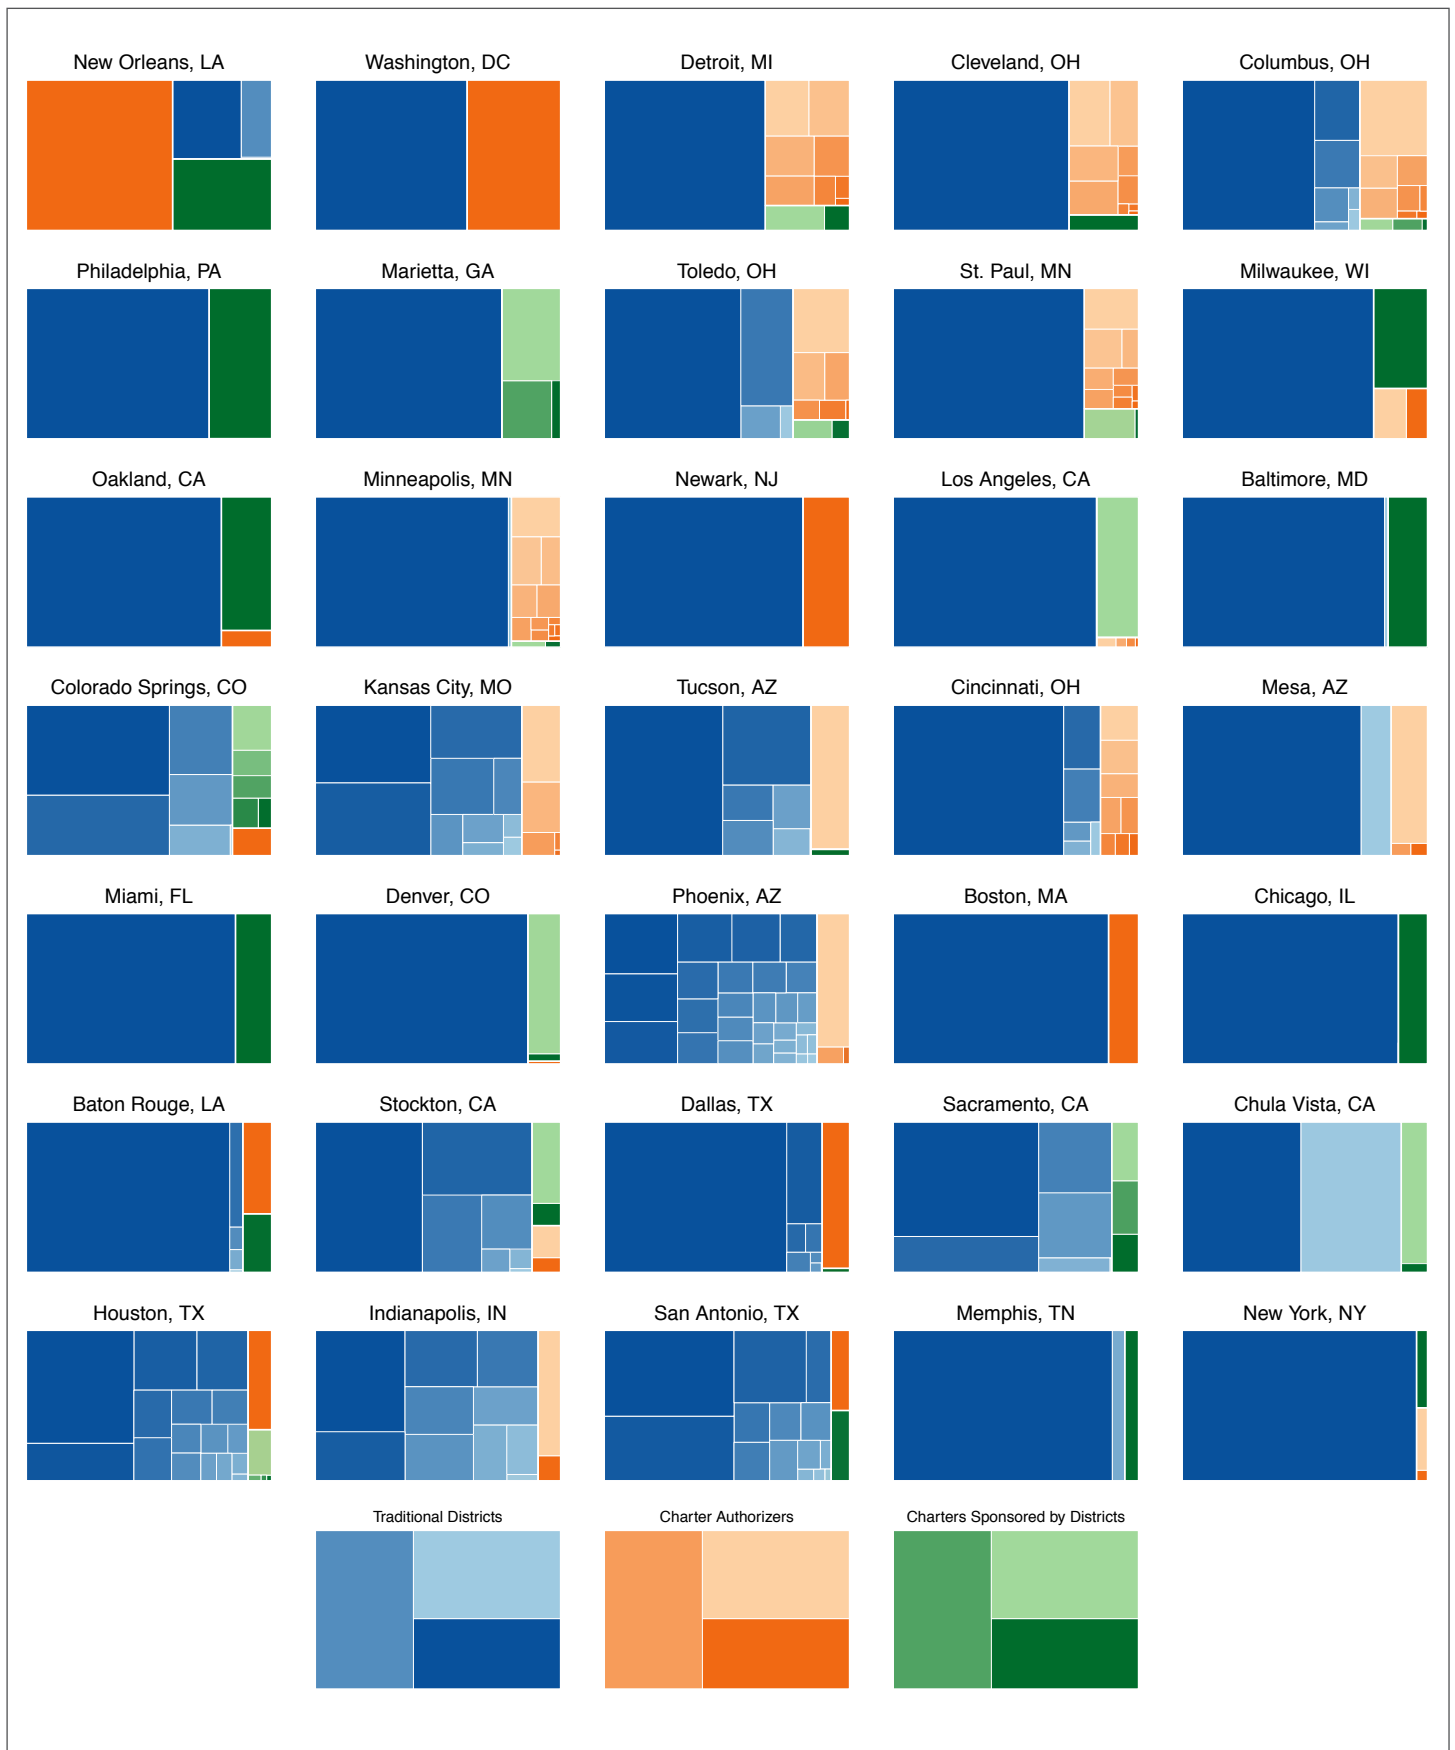 New Orleans, LA
Washington, DC
Detroit, MI
Cleveland, OH
Columbus, OH
Philadelphia, PA
Marietta, GA
Toledo, OH
St. Paul, MN
Milwaukee, WI
Oakland, CA
Minneapolis, MN
Newark, NJ
Los Angeles, CA
Baltimore, MD
Colorado Springs, CO
Kansas City, MO
Tucson, AZ
Cincinnati, OH
Mesa, AZ
Miami, FL
Denver, CO
Phoenix, AZ
Boston, MA
Chicago, IL
Baton Rouge, LA
Stockton, CA
Dallas, TX
Sacramento, CA
Chula Vista, CA
Houston, TX
Indianapolis, IN
San Antonio, TX
Memphis, TN
New York, NY
Traditional Districts
Charter Authorizers
Charters Sponsored by Districts